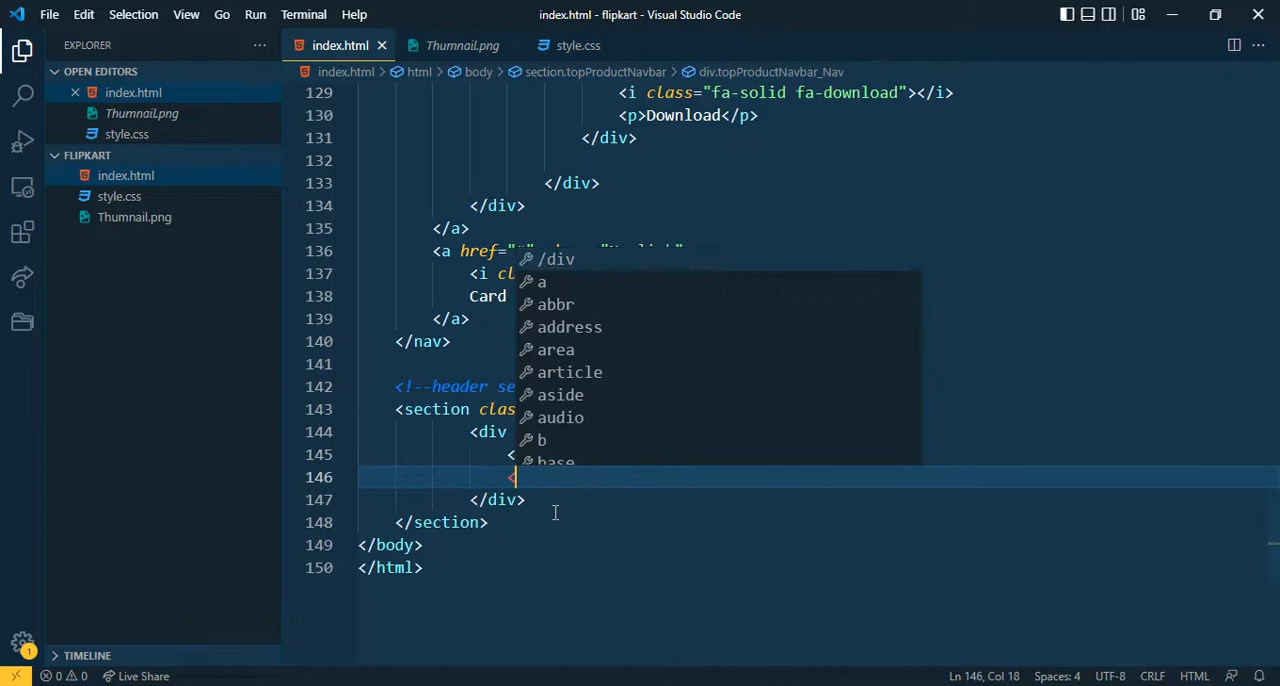 File Edit Selection View Go Run Terminal Help index.html - flipkart - Visual Studio Code
EXPLORER ... index.html Thumnail.png style.css
OPEN EDITORS
index.html > html > body > section.topProductNavbar > div.topProductNavbar_Nav
index.html
Thumnail.png
style.css
FLIPKART
index.html
style.css
Thumnail.png
TIMELINE
129 <i class="fa-solid fa-download"></i>
130 <p>Download</p>
131 </div>
132
133 </div>
134 </div>
135 </a>
136 <a href=
137 <i cl
138 Card
139 </a>
140 </nav>
141
142 <!--header se
143 <section clas
144 <div
145 <
146 <
147 </div>
148 </section>
149 </body>
150 </html>
/div
a
abbr
address
area
article
aside
audio
b
base
1
0 0 Live Share Ln 146, Col 18 Spaces: 4 UTF-8 CRLF HTML